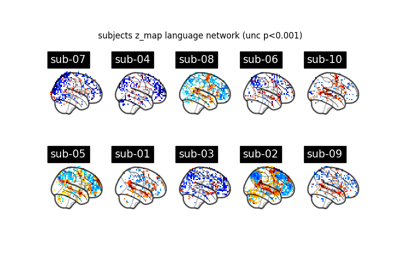 subjects z_map language network (unc p<0.001)
sub-07 sub-04 sub-08 sub-06 sub-10
sub-05 sub-01 sub-03 sub-02 sub-09